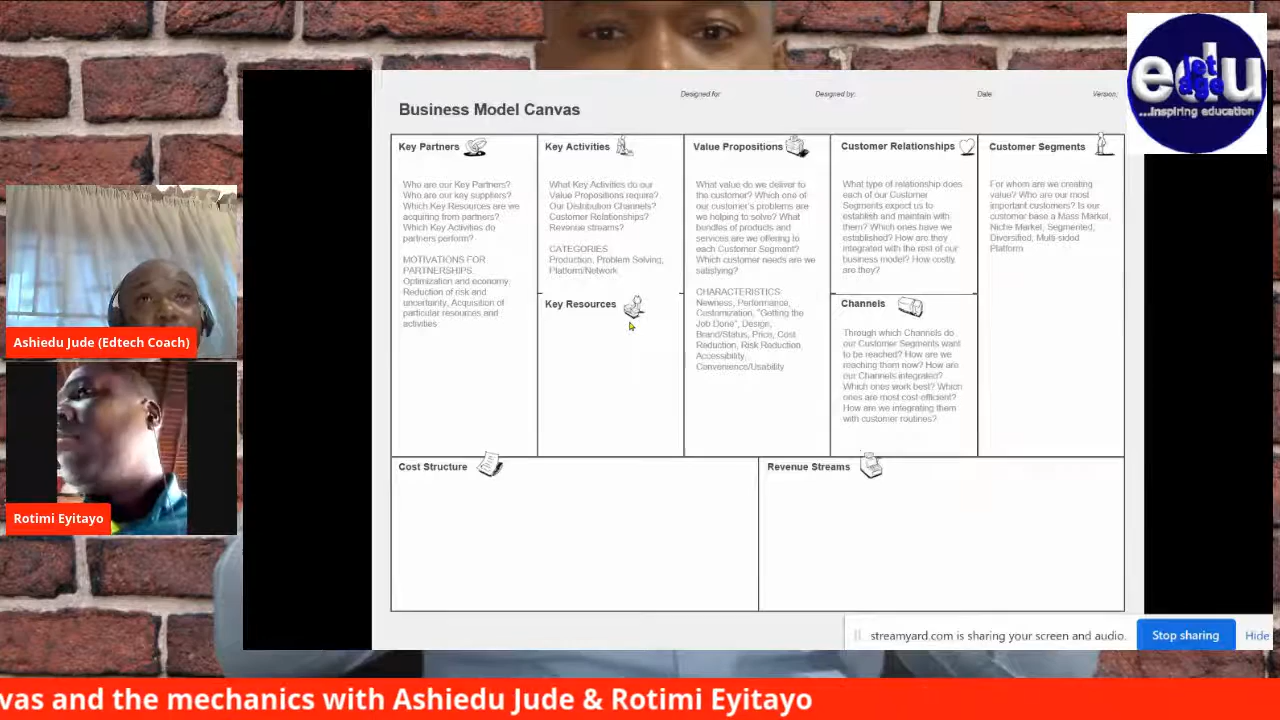 Designed for
Designed by:
Date
Version:
Business Model Canvas
Key Partners
Who are our Key Partners?
Who are our key suppliers?
Which Key Resources are we
acquiring from partners?
Which Key Activities do
partners perform?
MOTIVATIONS FOR
PARTNERSHIPS
Optimization and economy,
Reduction of risk and
uncertainty, Acquisition of
particular resources and
activities
Key Activities
What Key Activities do our
Value Propositions require?
Our Distribution Channels?
Customer Relationships?
Revenue streams?
CATEGORIES
Production, Problem Solving,
Platform/Network
Key Resources
Value Propositions
What value do we deliver to
the customer? Which one of
our customer's problems are
we helping to solve? What
bundles of products and
services are we offering to
each Customer Segment?
Which customer needs are we
satisfying?
CHARACTERISTICS
Newness, Performance,
Customization, "Getting the
Job Done", Design,
Brand/Status, Price, Cost
Reduction, Risk Reduction,
Accessibility,
Convenience/Usability
Customer Relationships
What type of relationship does
each of our Customer
Segments expect us to
establish and maintain with
them? Which ones have we
established? How are they
integrated with the rest of our
business model? How costly
are they?
Channels
Through which Channels do
our Customer Segments want
to be reached? How are we
reaching them now? How are
our Channels integrated?
Which ones work best? Which
ones are most cost-efficient?
How are we integrating them
with customer routines?
Customer Segments
For whom are we creating
value? Who are our most
important customers? Is our
customer base a Mass Market,
Niche Market, Segmented,
Diversified, Multi-sided
Platform
Cost Structure
Revenue Streams
edu
let
age
...inspiring education
Ashiedu Jude (Edtech Coach)
Rotimi Eyitayo
streamyard.com is sharing your screen and audio.
Stop sharing
Hide
vas and the mechanics with Ashiedu Jude & Rotimi Eyitayo